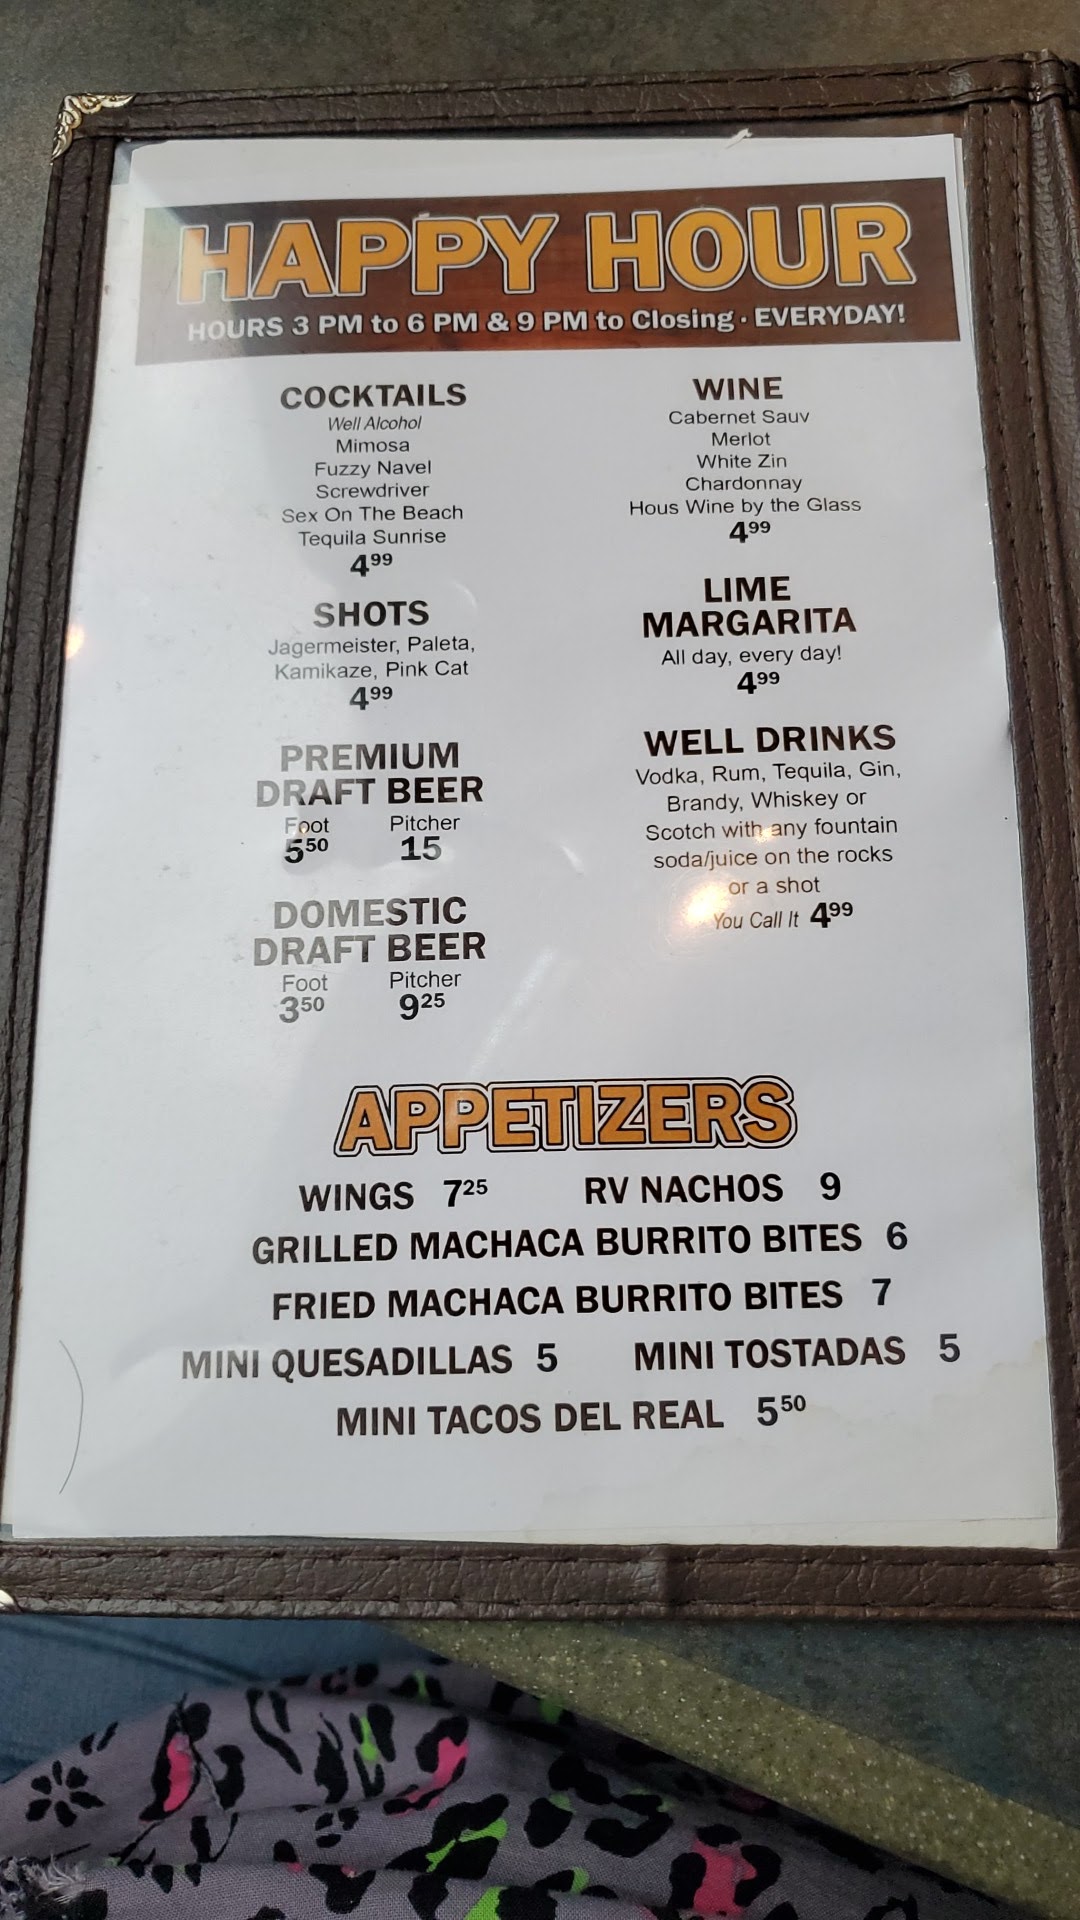 HAPPY HOUR
HOURS 3 PM to 6 PM & 9 PM to Closing · EVERYDAY!
COCKTAILS
Well Alcohol
Mimosa
Fuzzy Navel
Screwdriver
Sex On The Beach
Tequila Sunrise
4⁹⁹
SHOTS
Jagermeister, Paleta,
Kamikaze, Pink Cat
4⁹⁹
PREMIUM
DRAFT BEER
Foot Pitcher
5⁵⁰ 15
DOMESTIC
DRAFT BEER
Foot Pitcher
3⁵⁰ 9²⁵
WINE
Cabernet Sauv
Merlot
White Zin
Chardonnay
Hous Wine by the Glass
4⁹⁹
LIME
MARGARITA
All day, every day!
4⁹⁹
WELL DRINKS
Vodka, Rum, Tequila, Gin,
Brandy, Whiskey or
Scotch with any fountain
soda/juice on the rocks
or a shot
You Call It 4⁹⁹
APPETIZERS
WINGS 7²⁵ RV NACHOS 9
GRILLED MACHACA BURRITO BITES 6
FRIED MACHACA BURRITO BITES 7
MINI QUESADILLAS 5 MINI TOSTADAS 5
MINI TACOS DEL REAL 5⁵⁰